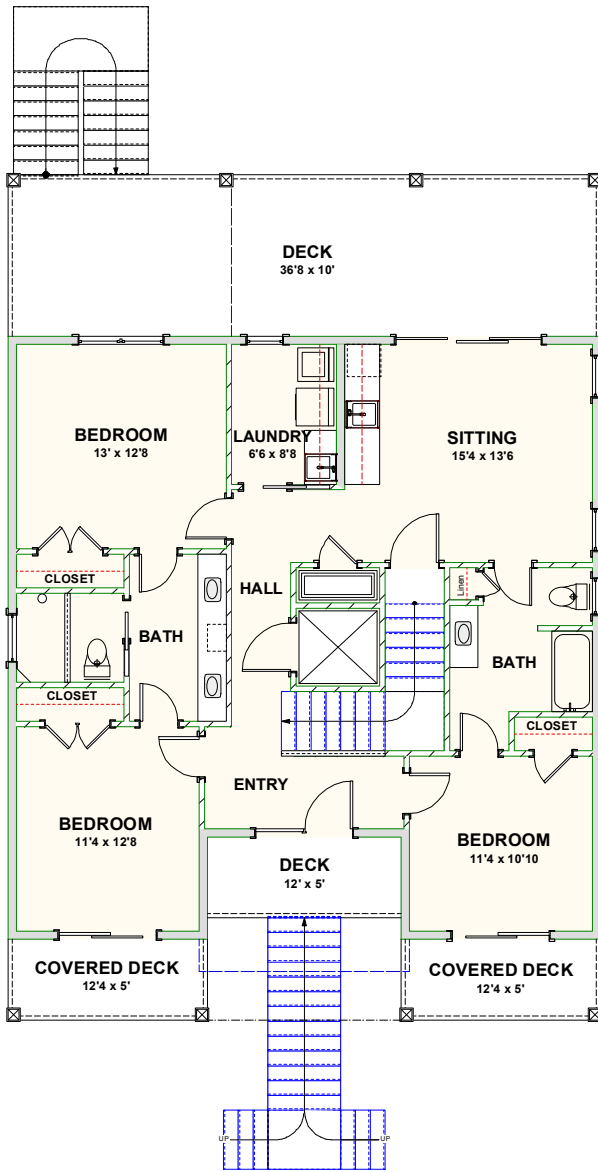 DECK
36'8 x 10'
BEDROOM
13' x 12'8
LAUNDRY
6'6 x 8'8
SITTING
15'4 x 13'6
CLOSET
HALL
Linen
BATH
BATH
CLOSET
CLOSET
ENTRY
BEDROOM
11'4 x 12'8
BEDROOM
11'4 x 10'10
DECK
12' x 5'
COVERED DECK
12'4 x 5'
COVERED DECK
12'4 x 5'
UP
UP